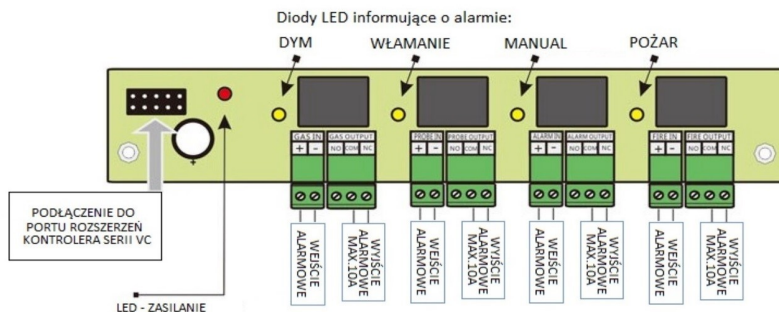 Diody LED informujące o alarmie:
DYM
WŁAMANIE
MANUAL
POŻAR
GAS IN
GAS OUTPUT
PROBE IN
PROBE OUTPUT
ALARM IN
ALARM OUTPUT
FIRE IN
FIRE OUTPUT
+ − NO COM NC
+ − NO COM NC
+ − NO COM NC
+ − NO COM NC
+
PODŁĄCZENIE DO
PORTU ROZSZERZEŃ
KONTROLERA SERII VC
LED - ZASILANIE
WEJŚCIE
ALARMOWE
WYJŚCIE
ALARMOWE
MAX.10A
WEJŚCIE
ALARMOWE
WYJŚCIE
ALARMOWE
MAX.10A
WEJŚCIE
ALARMOWE
WYJŚCIE
ALARMOWE
MAX.10A
WEJŚCIE
ALARMOWE
WYJŚCIE
ALARMOWE
MAX.10A